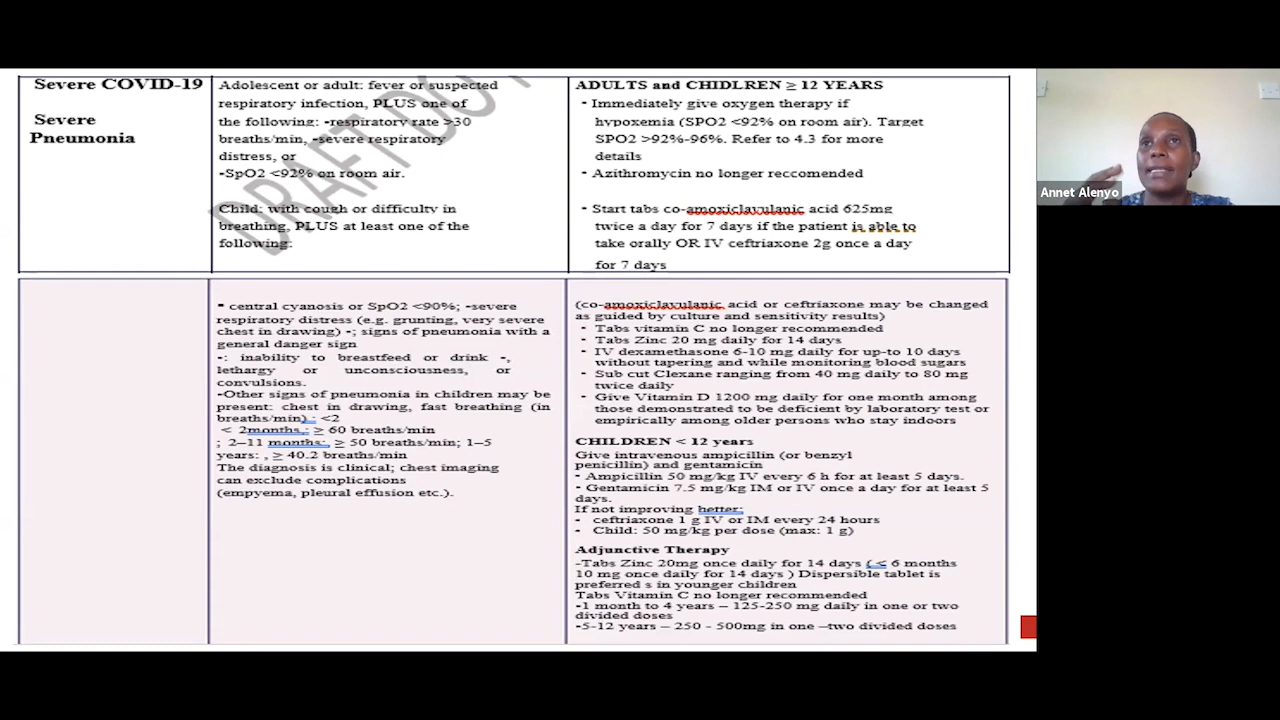 Severe COVID-19
Severe
Pneumonia
Adolescent or adult: fever or suspected
respiratory infection, PLUS one of
the following: -respiratory rate >30
breaths/min, -severe respiratory
distress, or
-SpO2 <92% on room air.
Child: with cough or difficulty in
breathing, PLUS at least one of the
following:
DRAFT DO
ADULTS and CHIDLREN ≥ 12 YEARS
- Immediately give oxygen therapy if
hypoxemia (SPO2 <92% on room air). Target
SPO2 >92%-96%. Refer to 4.3 for more
details
- Azithromycin no longer reccomended
- Start tabs co-amoxiclavulanic acid 625mg
twice a day for 7 days if the patient is able to
take orally OR IV ceftriaxone 2g once a day
for 7 days
▪ central cyanosis or SpO2 <90%; -severe
respiratory distress (e.g. grunting, very severe
chest in drawing) -; signs of pneumonia with a
general danger sign
-: inability to breastfeed or drink -,
lethargy or unconsciousness, or
convulsions.
-Other signs of pneumonia in children may be
present: chest in drawing, fast breathing (in
breaths/min) : <2
< 2months : ≥ 60 breaths/min
; 2–11 months: ≥ 50 breaths/min; 1–5
years: , ≥ 40.2 breaths/min
The diagnosis is clinical; chest imaging
can exclude complications
(empyema, pleural effusion etc.).
(co-amoxiclavulanic acid or ceftriaxone may be changed
as guided by culture and sensitivity results)
- Tabs vitamin C no longer recommended
- Tabs Zinc 20 mg daily for 14 days
- IV dexamethasone 6-10 mg daily for up-to 10 days
without tapering and while monitoring blood sugars
- Sub cut Clexane ranging from 40 mg daily to 80 mg
twice daily
- Give Vitamin D 1200 mg daily for one month among
those demonstrated to be deficient by laboratory test or
empirically among older persons who stay indoors
CHILDREN < 12 years
Give intravenous ampicillin (or benzyl
penicillin) and gentamicin
- Ampicillin 50 mg/kg IV every 6 h for at least 5 days.
- Gentamicin 7.5 mg/kg IM or IV once a day for at least 5
days.
If not improving better:
- ceftriaxone 1 g IV or IM every 24 hours
- Child: 50 mg/kg per dose (max: 1 g)
Adjunctive Therapy
-Tabs Zinc 20mg once daily for 14 days ( < 6 months
10 mg once daily for 14 days ) Dispersible tablet is
preferred s in younger children
Tabs Vitamin C no longer recommended
-1 month to 4 years – 125-250 mg daily in one or two
divided doses
-5-12 years – 250 - 500mg in one –two divided doses
Annet Alenyo